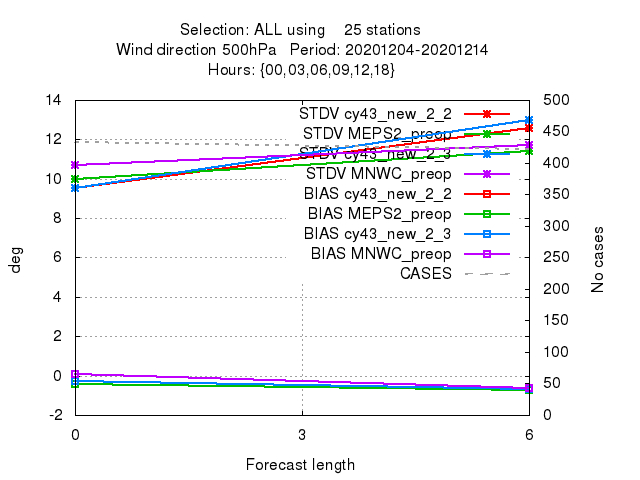 Selection: ALL using 25 stations
Wind direction 500hPa Period: 20201204-20201214
Hours: {00,03,06,09,12,18}
14
12
10
8
6
4
2
0
-2
500
450
400
350
300
250
200
150
100
50
0
deg
No cases
STDV cy43_new_2_2
STDV MEPS2_preop
STDV cy43_new_2_3
STDV MNWC_preop
BIAS cy43_new_2_2
BIAS MEPS2_preop
BIAS cy43_new_2_3
BIAS MNWC_preop
CASES
0 3 6
Forecast length